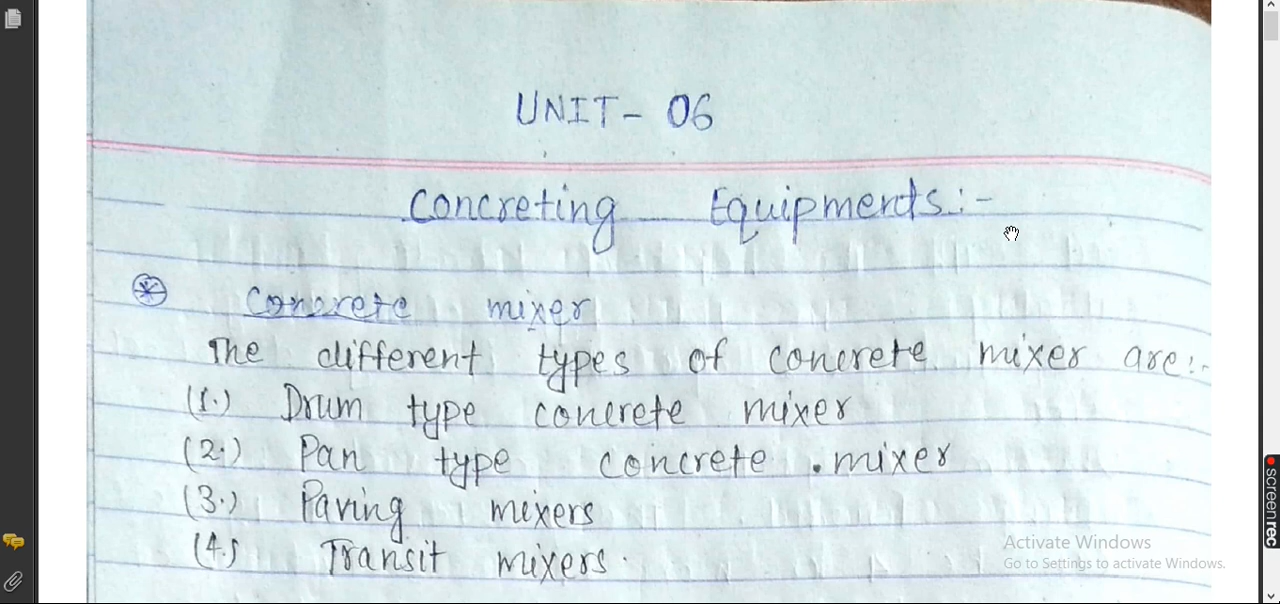 UNIT- 06
Concreting Equipments:-
Concrete mixer
The different types of concrete mixer are:-
(1.) Drum type concrete mixer
(2.) Pan type concrete .mixer
(3.) Paving mixers
(4.) Transit mixers.
Activate Windows
Go to Settings to activate Windows.
screenrec